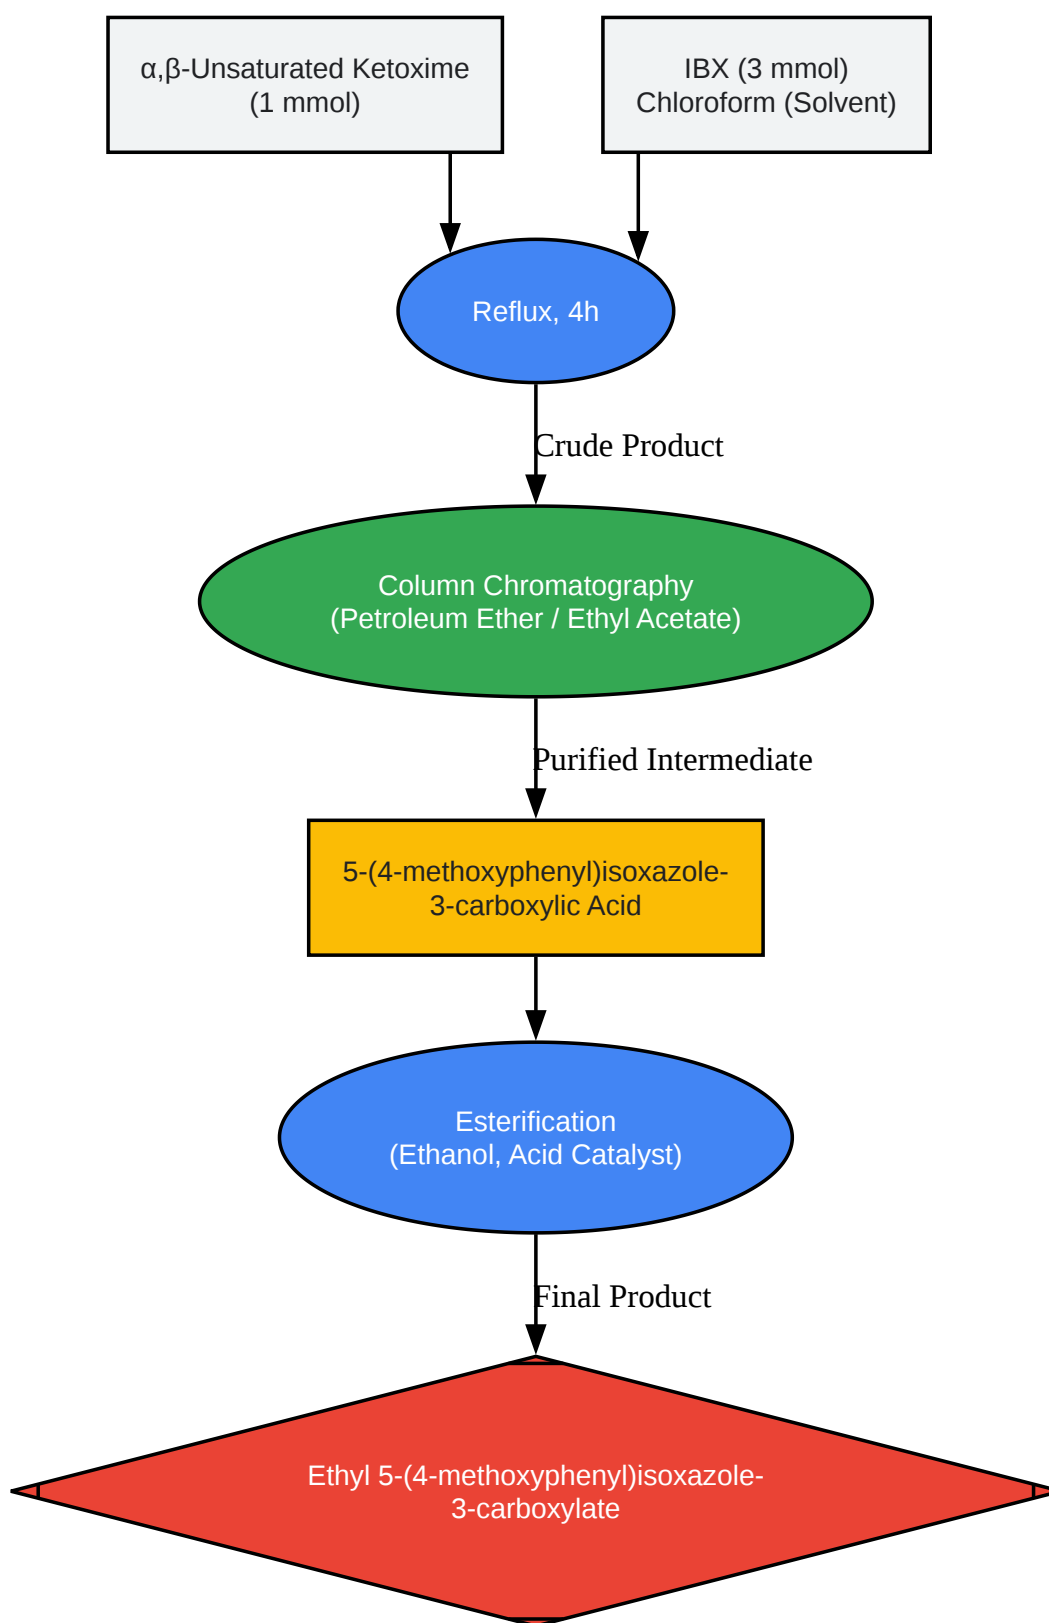 α,β-Unsaturated Ketoxime
(1 mmol)
IBX (3 mmol)
Chloroform (Solvent)
Reflux, 4h
Crude Product
Column Chromatography
(Petroleum Ether / Ethyl Acetate)
Purified Intermediate
5-(4-methoxyphenyl)isoxazole-
3-carboxylic Acid
Esterification
(Ethanol, Acid Catalyst)
Final Product
Ethyl 5-(4-methoxyphenyl)isoxazole-
3-carboxylate